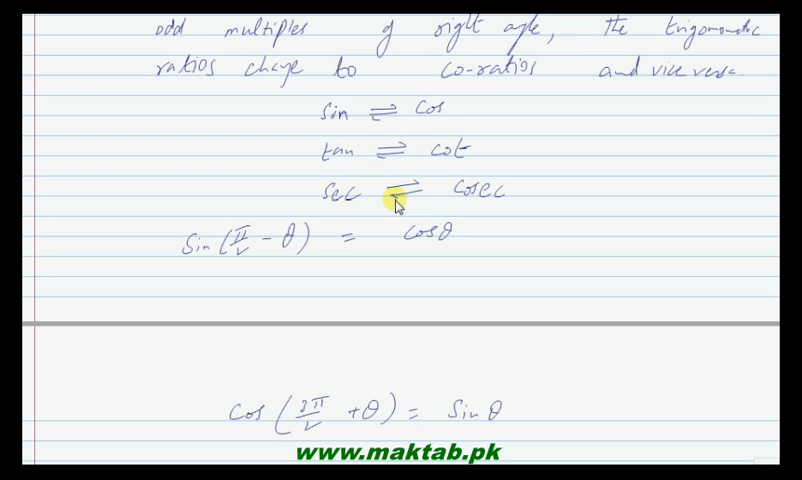 odd multiples of right angle, the trigonometric
ratios change to co-ratios and vice versa.
Sin ⇌ Cos
tan ⇌ cot
Sec ⇌ Cosec
Sin(π/2 - θ) = Cosθ
Cos(3π/2 + θ) = Sinθ
www.maktab.pk